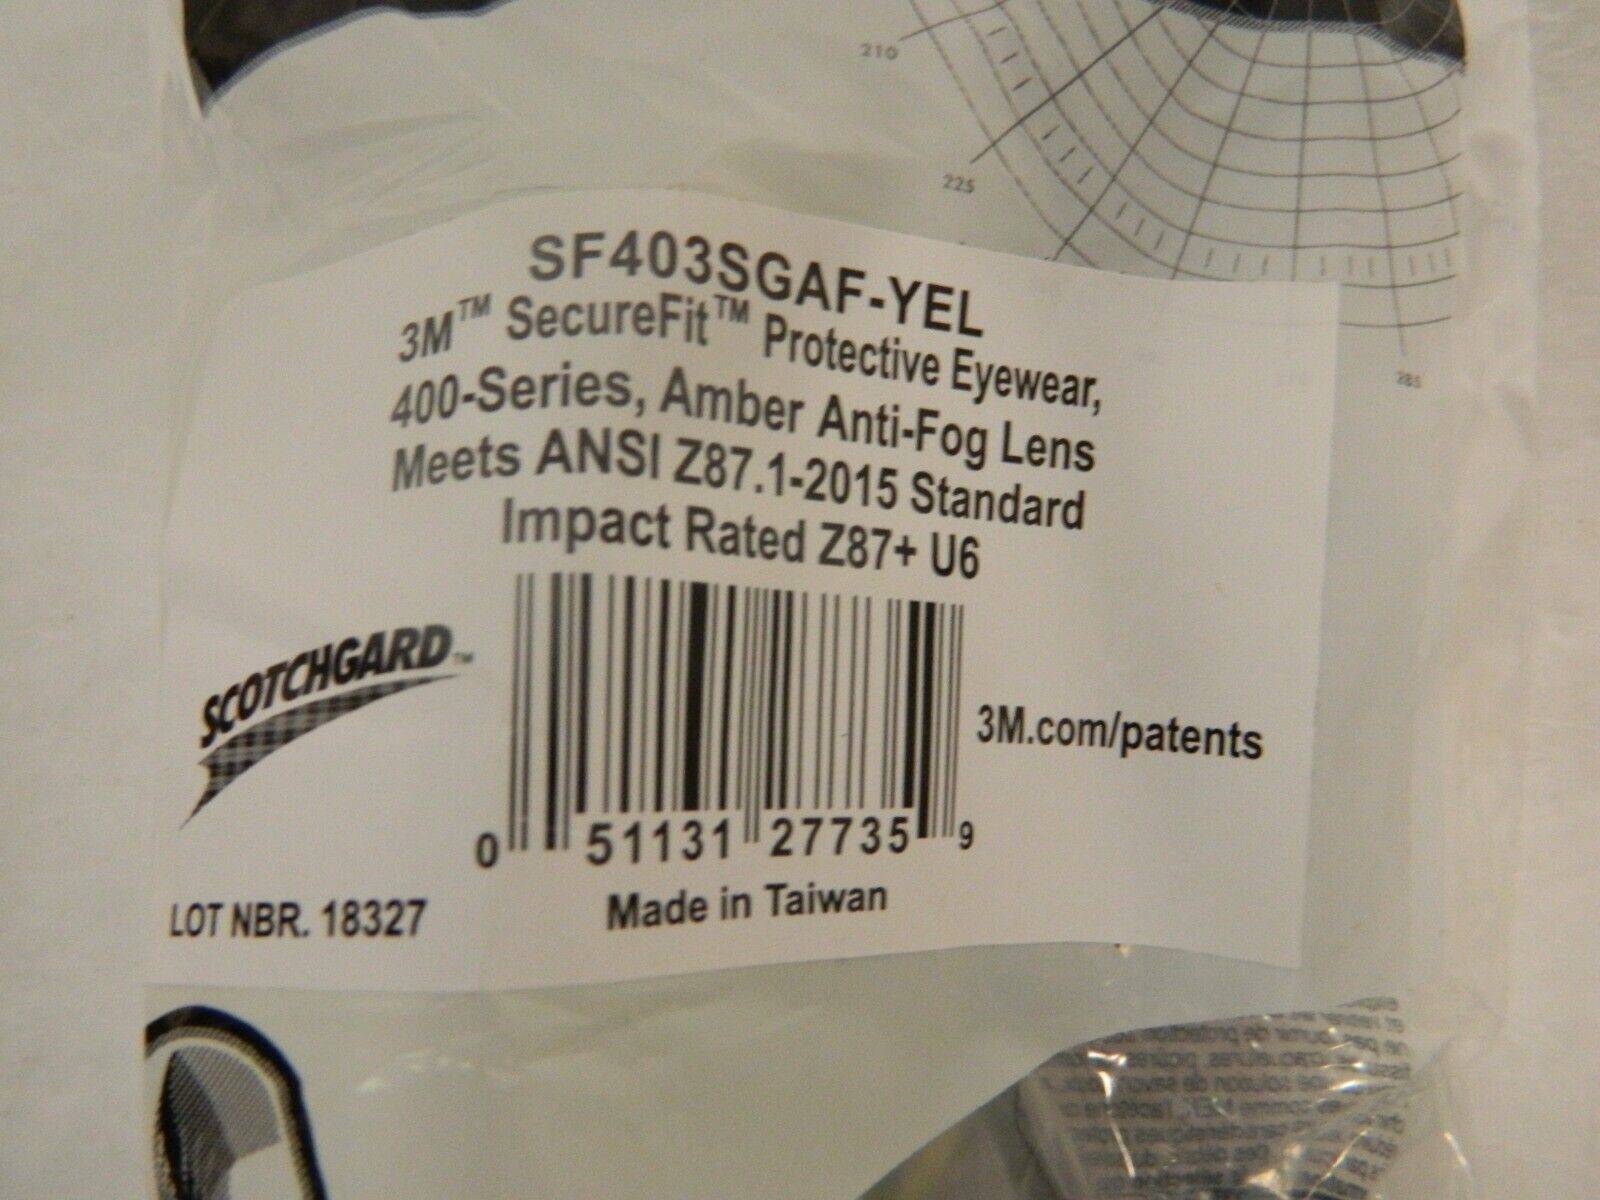 210
225
285
SF403SGAF-YEL
3M™ SecureFit™ Protective Eyewear,
400-Series, Amber Anti-Fog Lens
Meets ANSI Z87.1-2015 Standard
Impact Rated Z87+ U6
SCOTCHGARD™
3M.com/patents
0 51131 27735 9
LOT NBR. 18327
Made in Taiwan